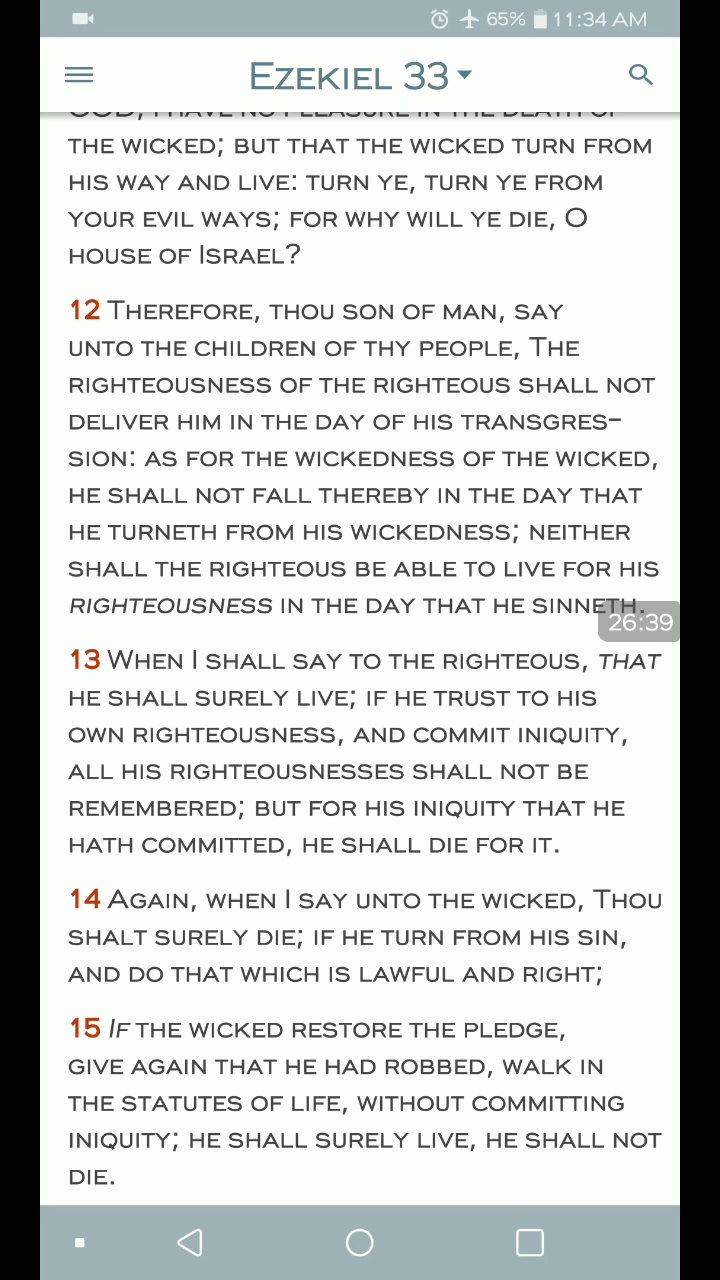 65% 11:34 AM
Ezekiel 33
God, I have no pleasure in the death of
the wicked; but that the wicked turn from
his way and live: turn ye, turn ye from
your evil ways; for why will ye die, O
house of Israel?
12 Therefore, thou son of man, say
unto the children of thy people, The
righteousness of the righteous shall not
deliver him in the day of his transgres-
sion: as for the wickedness of the wicked,
he shall not fall thereby in the day that
he turneth from his wickedness; neither
shall the righteous be able to live for his
righteousness in the day that he sinneth.
26:39
13 When I shall say to the righteous, that
he shall surely live; if he trust to his
own righteousness, and commit iniquity,
all his righteousnesses shall not be
remembered; but for his iniquity that he
hath committed, he shall die for it.
14 Again, when I say unto the wicked, Thou
shalt surely die; if he turn from his sin,
and do that which is lawful and right;
15 If the wicked restore the pledge,
give again that he had robbed, walk in
the statutes of life, without committing
iniquity; he shall surely live, he shall not
die.